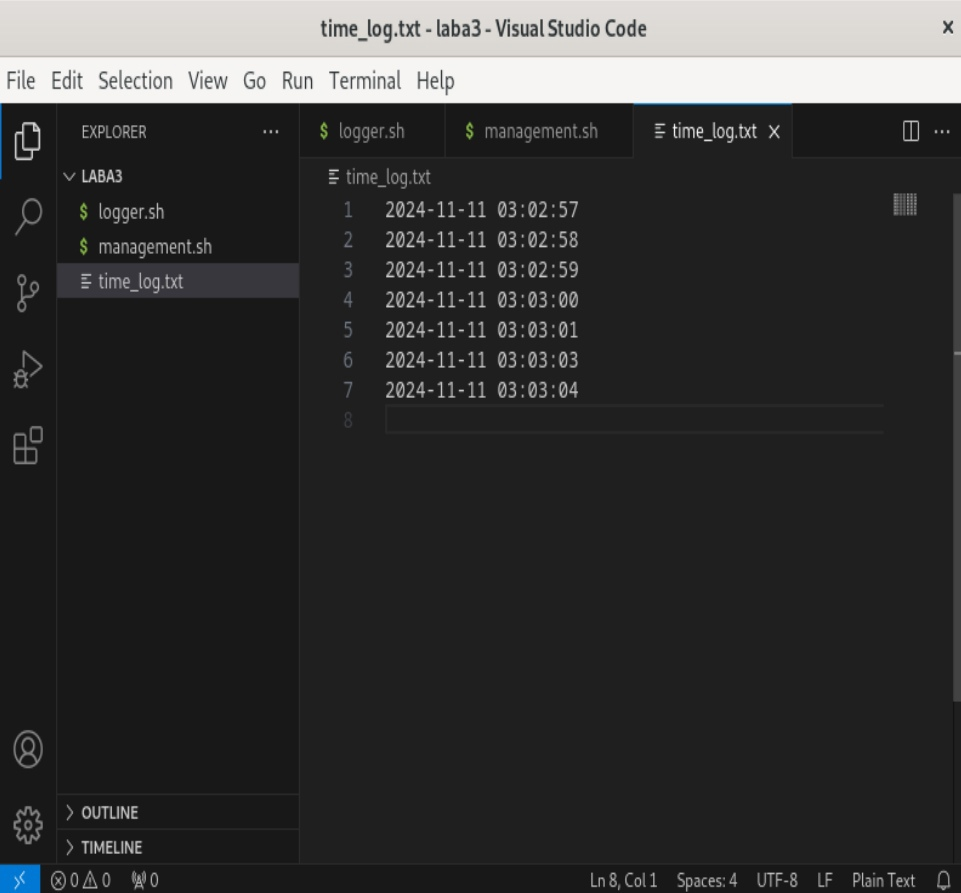 time_log.txt - laba3 - Visual Studio Code
File Edit Selection View Go Run Terminal Help
EXPLORER
LABA3
$ logger.sh
$ management.sh
time_log.txt
OUTLINE
TIMELINE
$ logger.sh $ management.sh time_log.txt
time_log.txt
1 2024-11-11 03:02:57
2 2024-11-11 03:02:58
3 2024-11-11 03:02:59
4 2024-11-11 03:03:00
5 2024-11-11 03:03:01
6 2024-11-11 03:03:03
7 2024-11-11 03:03:04
8
0 0 0 Ln 8, Col 1 Spaces: 4 UTF-8 LF Plain Text